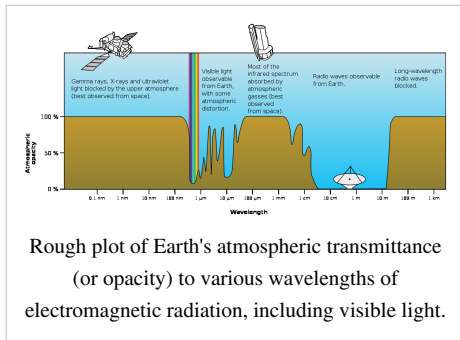 Gamma rays, X-rays and ultraviolet
light blocked by the upper atmosphere
(best observed from space).
Visible light
observable
from Earth,
with some
atmospheric
distortion.
Most of the
infrared spectrum
absorbed by
atmospheric
gasses (best
observed
from space).
Radio waves observable
from Earth.
Long-wavelength
radio waves
blocked.
Atmospheric
opacity
100 %
50 %
0 %
0.1 nm 1 nm 10 nm 100 nm 1 µm 10 µm 100 µm 1 mm 1 cm 10 cm 1 m 10 m 100 m 1 km
Wavelength
Rough plot of Earth's atmospheric transmittance
(or opacity) to various wavelengths of
electromagnetic radiation, including visible light.